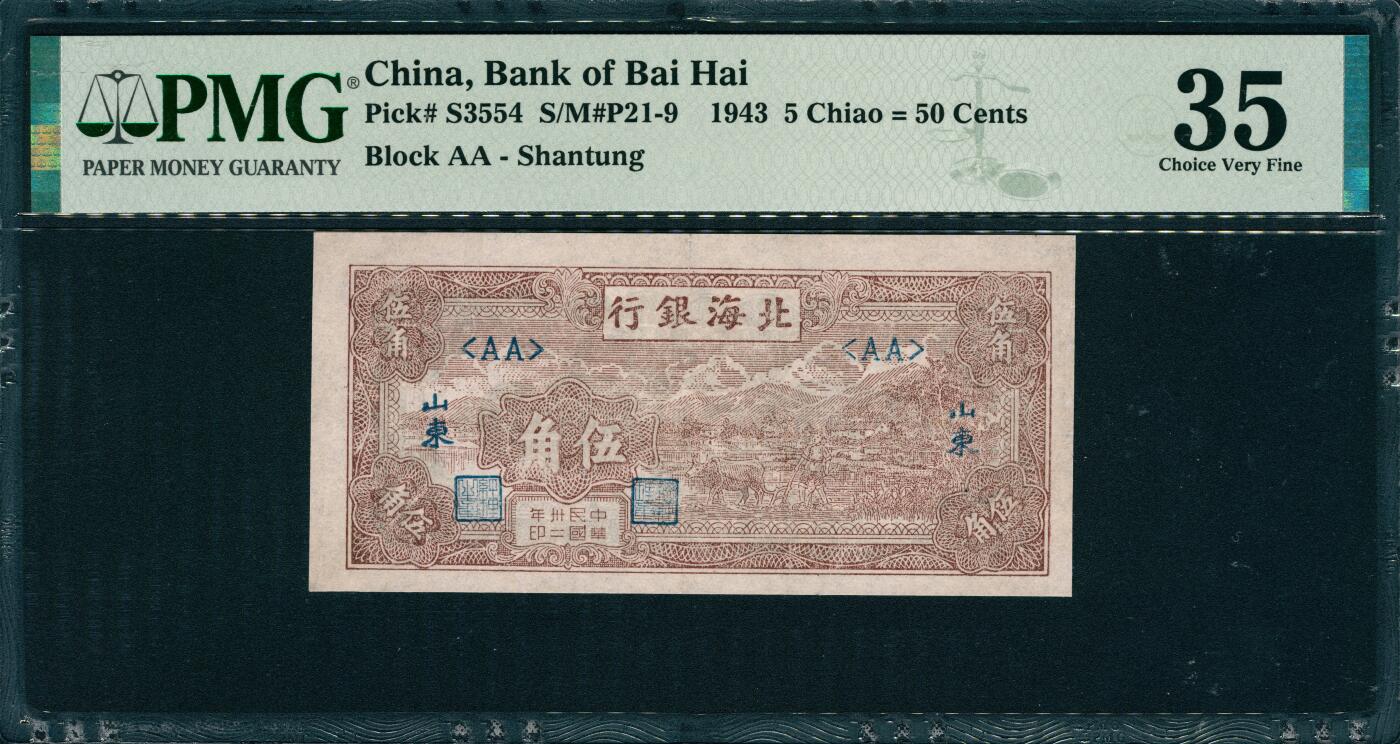 PMG®
PAPER MONEY GUARANTY
China, Bank of Bai Hai
Pick# S3554 S/M#P21-9 1943 5 Chiao = 50 Cents
Block AA - Shantung
35
Choice Very Fine
行銀海北
伍角
伍角
<AA>
<AA>
山東
山東
角伍
年卅民中
印二國華
角伍
角伍